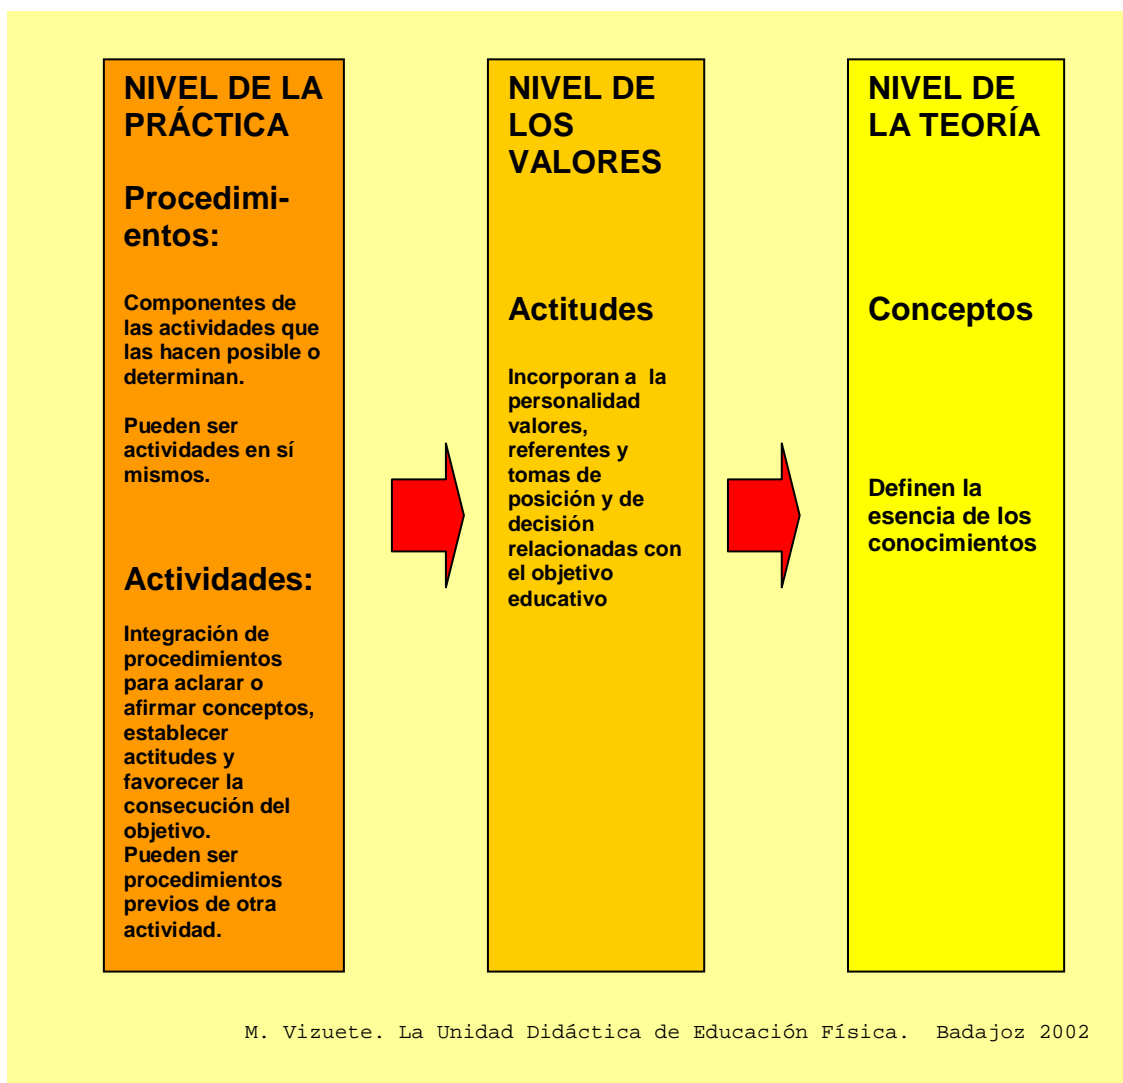 NIVEL DE LA
PRÁCTICA
Procedimi-
entos:
Componentes de
las actividades que
las hacen posible o
determinan.
Pueden ser
actividades en sí
mismos.
Actividades:
Integración de
procedimientos
para aclarar o
afirmar conceptos,
establecer
actitudes y
favorecer la
consecución del
objetivo.
Pueden ser
procedimientos
previos de otra
actividad.
NIVEL DE
LOS
VALORES
Actitudes
Incorporan a la
personalidad
valores,
referentes y
tomas de
posición y de
decisión
relacionadas con
el objetivo
educativo
NIVEL DE
LA TEORÍA
Conceptos
Definen la
esencia de los
conocimientos
M. Vizuete. La Unidad Didáctica de Educación Física. Badajoz 2002